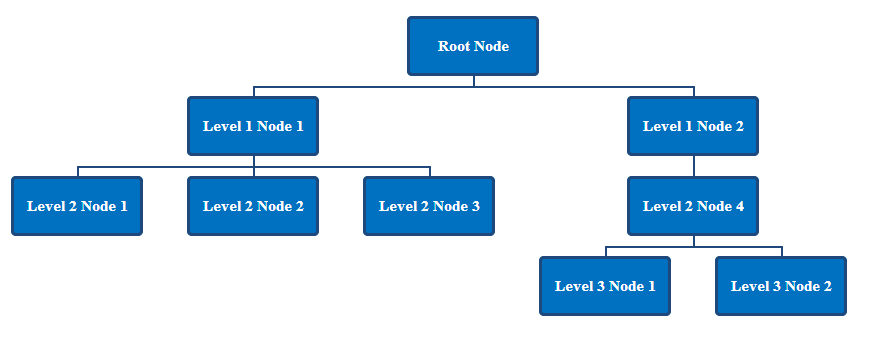 Root Node
Level 1 Node 1
Level 1 Node 2
Level 2 Node 1
Level 2 Node 2
Level 2 Node 3
Level 2 Node 4
Level 3 Node 1
Level 3 Node 2